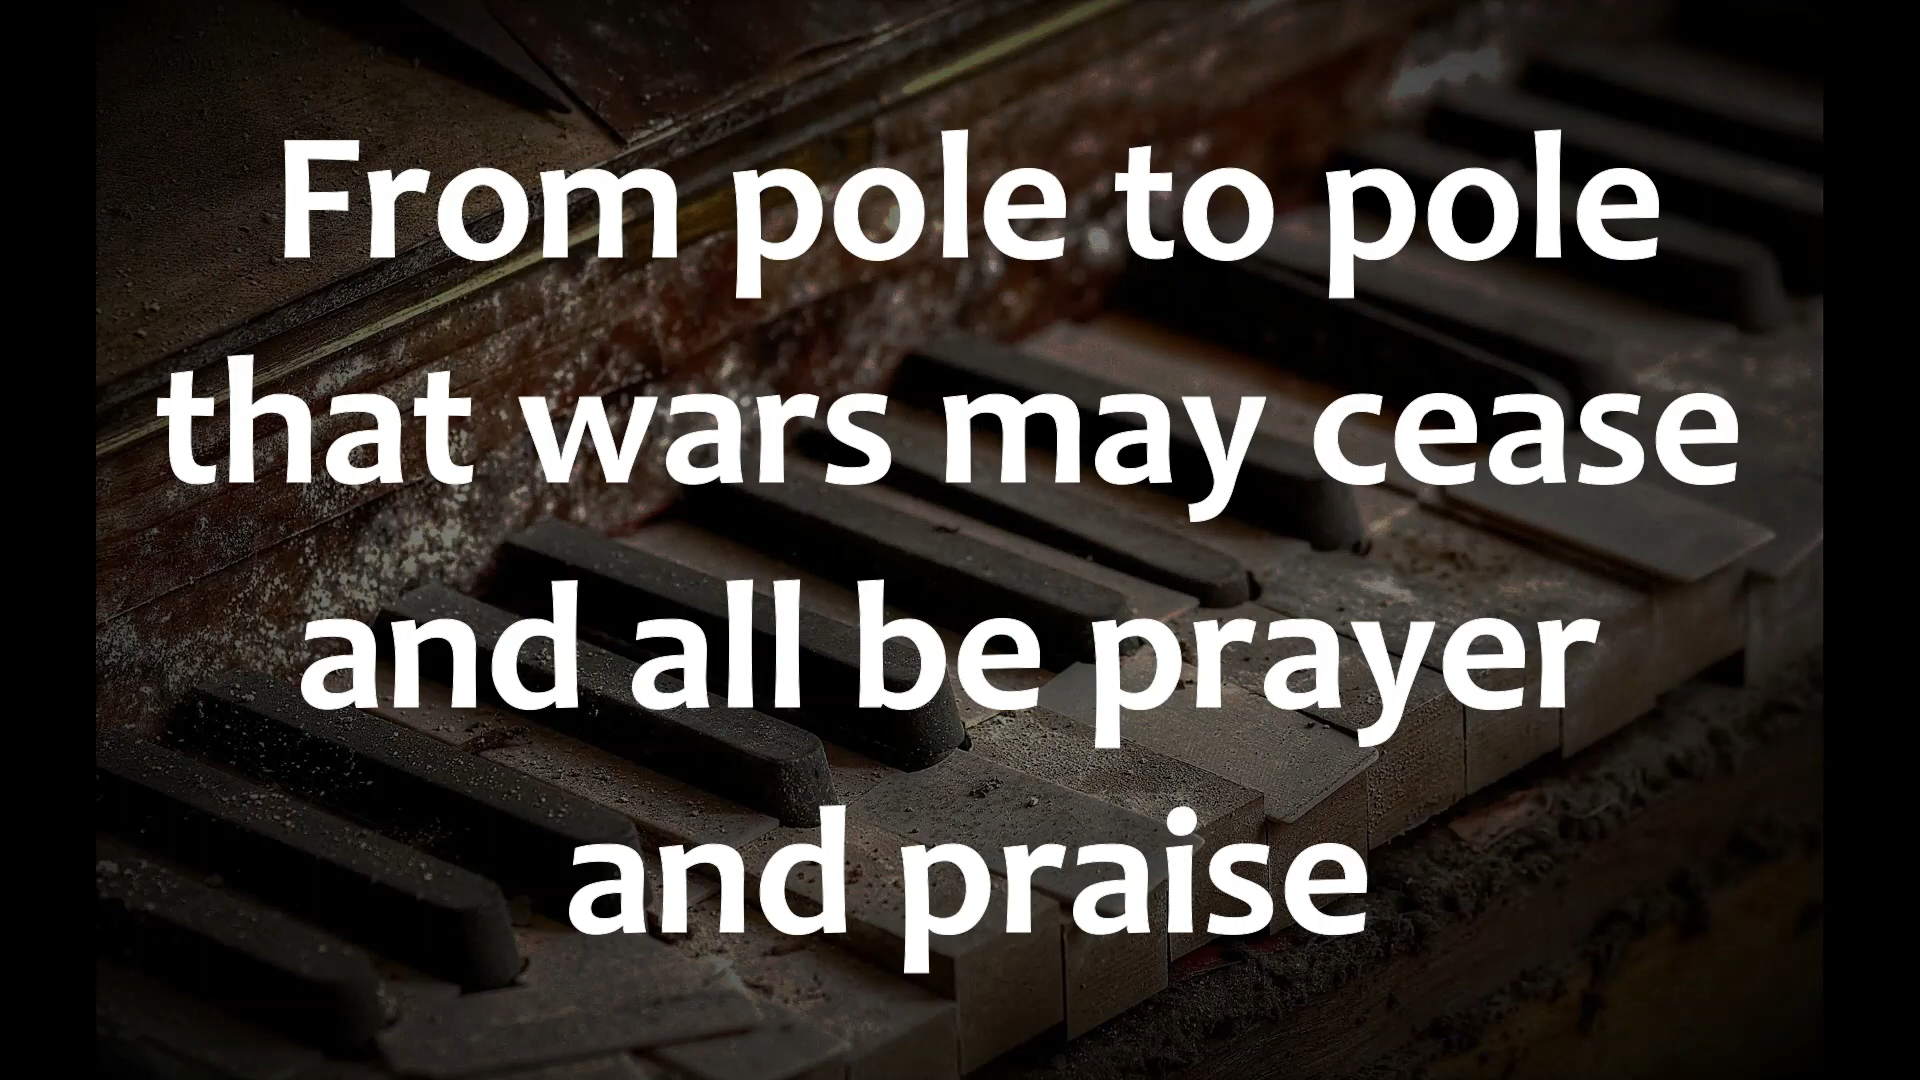 From pole to pole
that wars may cease
and all be prayer
and praise